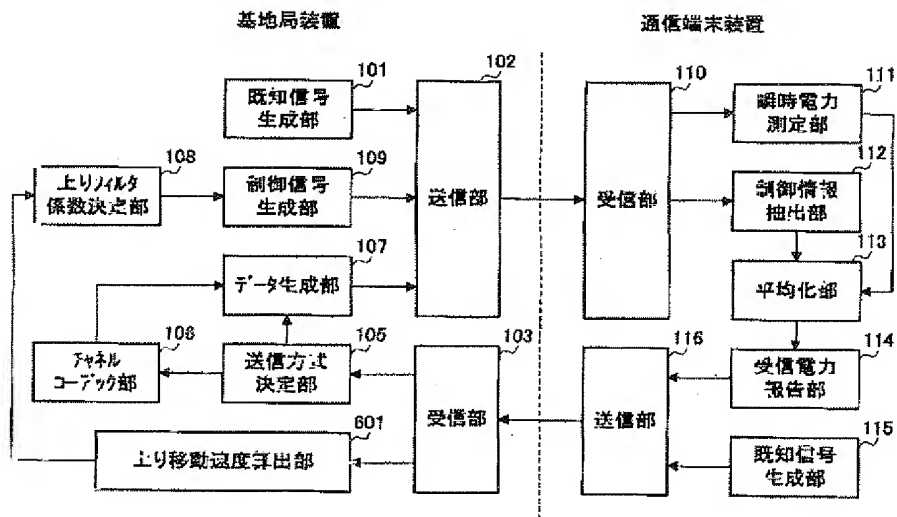 基地局装置
通信端末装置
101
既知信号
生成部
102
送信部
108
上りフィルタ
係数決定部
109
制御信号
生成部
107
データ生成部
106
チャネル
コーデック部
105
送信方式
決定部
103
受信部
601
上り移動速度算出部
110
受信部
111
瞬時電力
測定部
112
制御情報
抽出部
113
平均化部
114
受信電力
報告部
116
送信部
115
既知信号
生成部